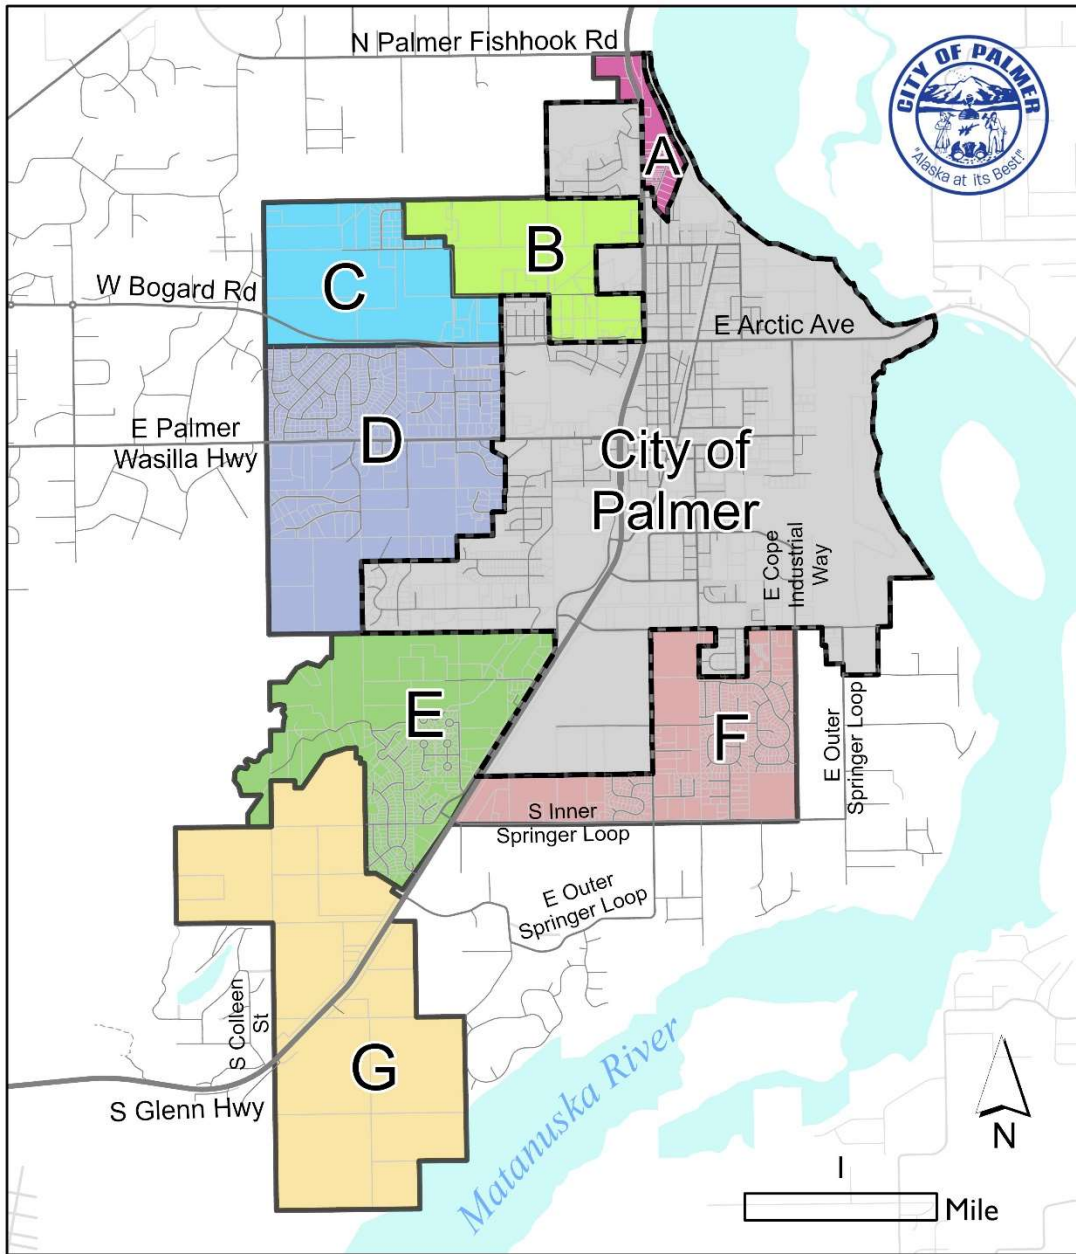 N Palmer Fishhook Rd
CITY OF PALMER
"Alaska at its Best!"
A
B
C
W Bogard Rd
E Arctic Ave
D
E Palmer
Wasilla Hwy
City of
Palmer
E Cope
Industrial
Way
E
F
E Outer
Springer Loop
S Inner
Springer Loop
E Outer
Springer Loop
S Colleen
St
G
S Glenn Hwy
Matanuska River
N
1
Mile